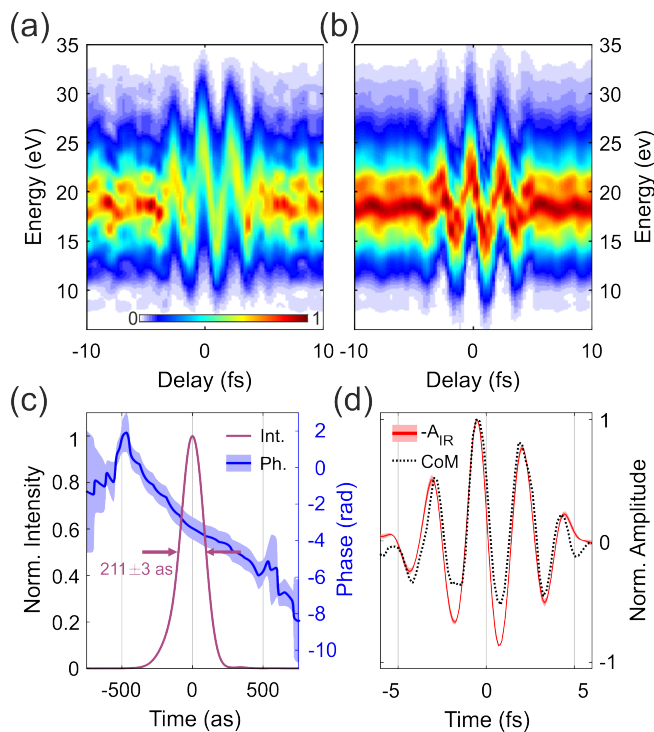 (a)
(b)
35
30
25
20
15
10
Energy (eV)
0
1
-10
0
10
Delay (fs)
35
30
25
20
15
10
Energy (ev)
-10
0
10
Delay (fs)
(c)
(d)
1
0.8
0.6
0.4
0.2
0
Norm. Intensity
Int.
Ph.
211±3 as
2
0
-2
-4
-6
-8
-10
Phase (rad)
-500
0
500
Time (as)
-A_IR
CoM
1
0
-1
Norm. Amplitude
-5
0
5
Time (fs)